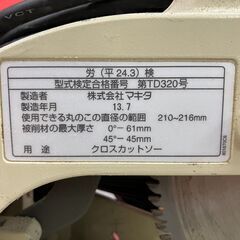 VCT
労（平 24.3）検
型式検定合格番号 第TD320号
製造者 株式会社マキタ
製造年月 13.7
使用できる丸のこの直径の範囲 210−216mm
被削材の最大厚さ 0°−61mm
45°−45mm
用途 クロスカットソー